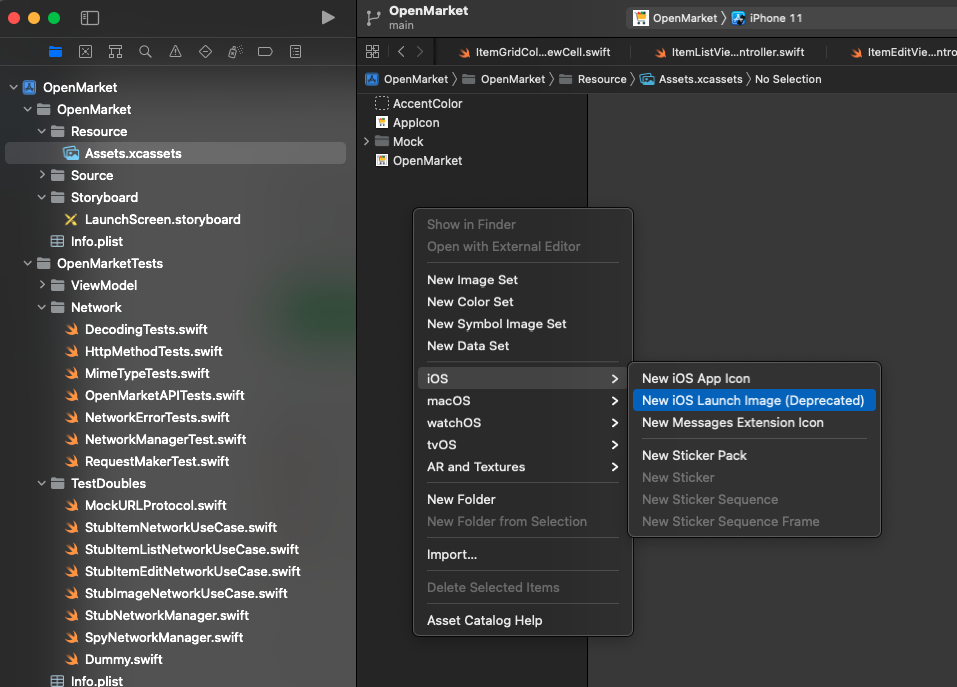 OpenMarket
main
OpenMarket
iPhone 11
ItemGridCol...ewCell.swift
ItemListView...ntroller.swift
ItemEditView...ntro
OpenMarket
OpenMarket
Resource
Assets.xcassets
No Selection
OpenMarket
OpenMarket
Resource
Assets.xcassets
Source
Storyboard
LaunchScreen.storyboard
Info.plist
OpenMarketTests
ViewModel
Network
DecodingTests.swift
HttpMethodTests.swift
MimeTypeTests.swift
OpenMarketAPITests.swift
NetworkErrorTests.swift
NetworkManagerTest.swift
RequestMakerTest.swift
TestDoubles
MockURLProtocol.swift
StubItemNetworkUseCase.swift
StubItemListNetworkUseCase.swift
StubItemEditNetworkUseCase.swift
StubImageNetworkUseCase.swift
StubNetworkManager.swift
SpyNetworkManager.swift
Dummy.swift
Info.plist
AccentColor
AppIcon
Mock
OpenMarket
Show in Finder
Open with External Editor
New Image Set
New Color Set
New Symbol Image Set
New Data Set
iOS
macOS
watchOS
tvOS
AR and Textures
New Folder
New Folder from Selection
Import...
Delete Selected Items
Asset Catalog Help
New iOS App Icon
New iOS Launch Image (Deprecated)
New Messages Extension Icon
New Sticker Pack
New Sticker
New Sticker Sequence
New Sticker Sequence Frame